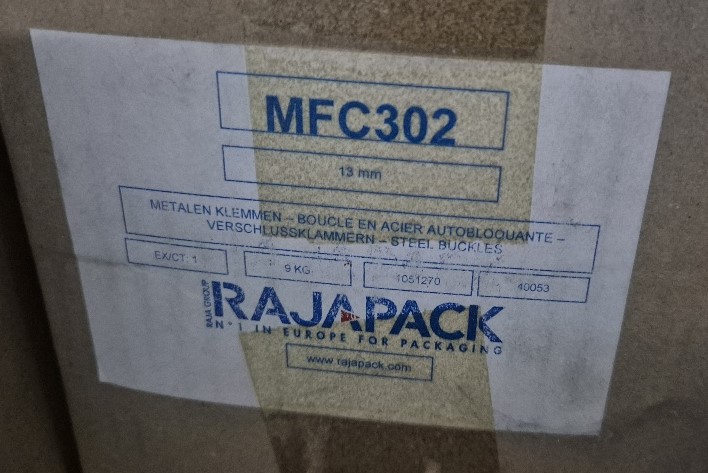 MFC302
13 mm
METALEN KLEMMEN – BOUCLE EN ACIER AUTOBLOQUANTE –
VERSCHLUSSKLAMMERN – STEEL BUCKLES
EX/CT 1 9 KG 1051270 40053
RAJA GROUP
RAJAPACK
N°1 IN EUROPE FOR PACKAGING
www.rajapack.com